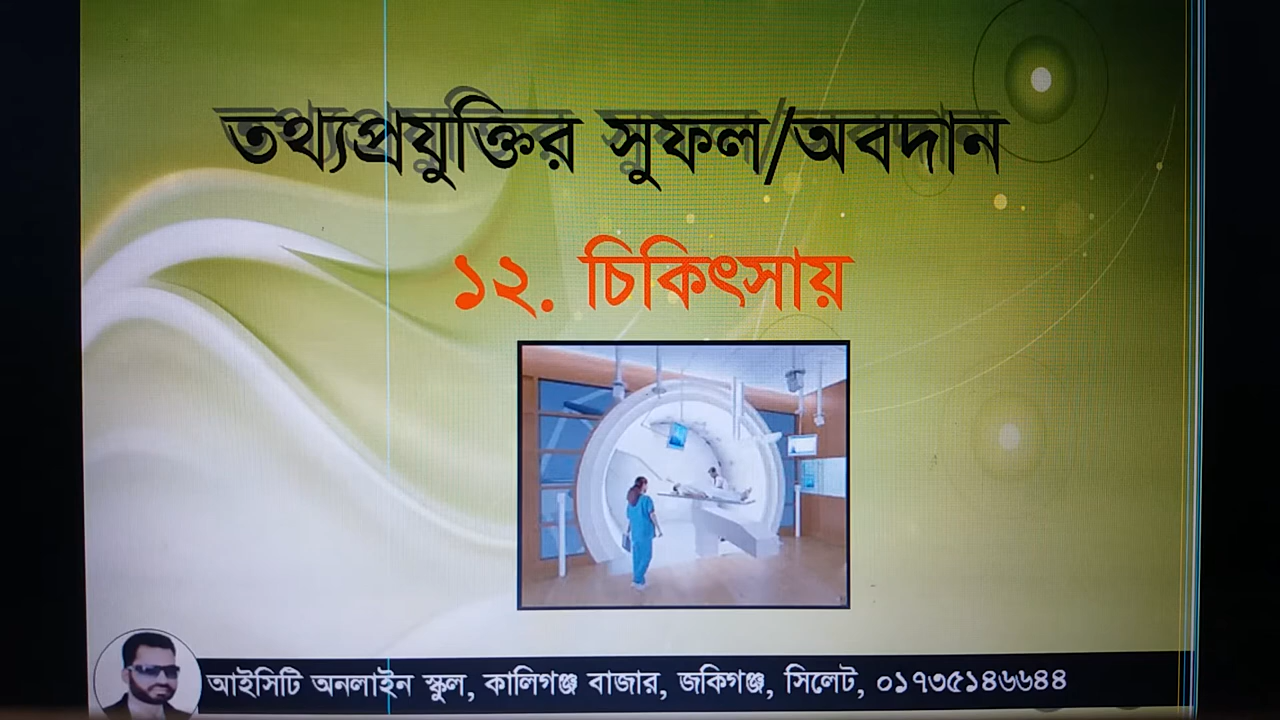 তথ্যপ্রযুক্তির সুফল/অবদান
১২. চিকিৎসায়
আইসিটি অনলাইন স্কুল, কালিগঞ্জ বাজার, জকিগঞ্জ, সিলেট, ০১৭৩৫১৪৬৬৪৪